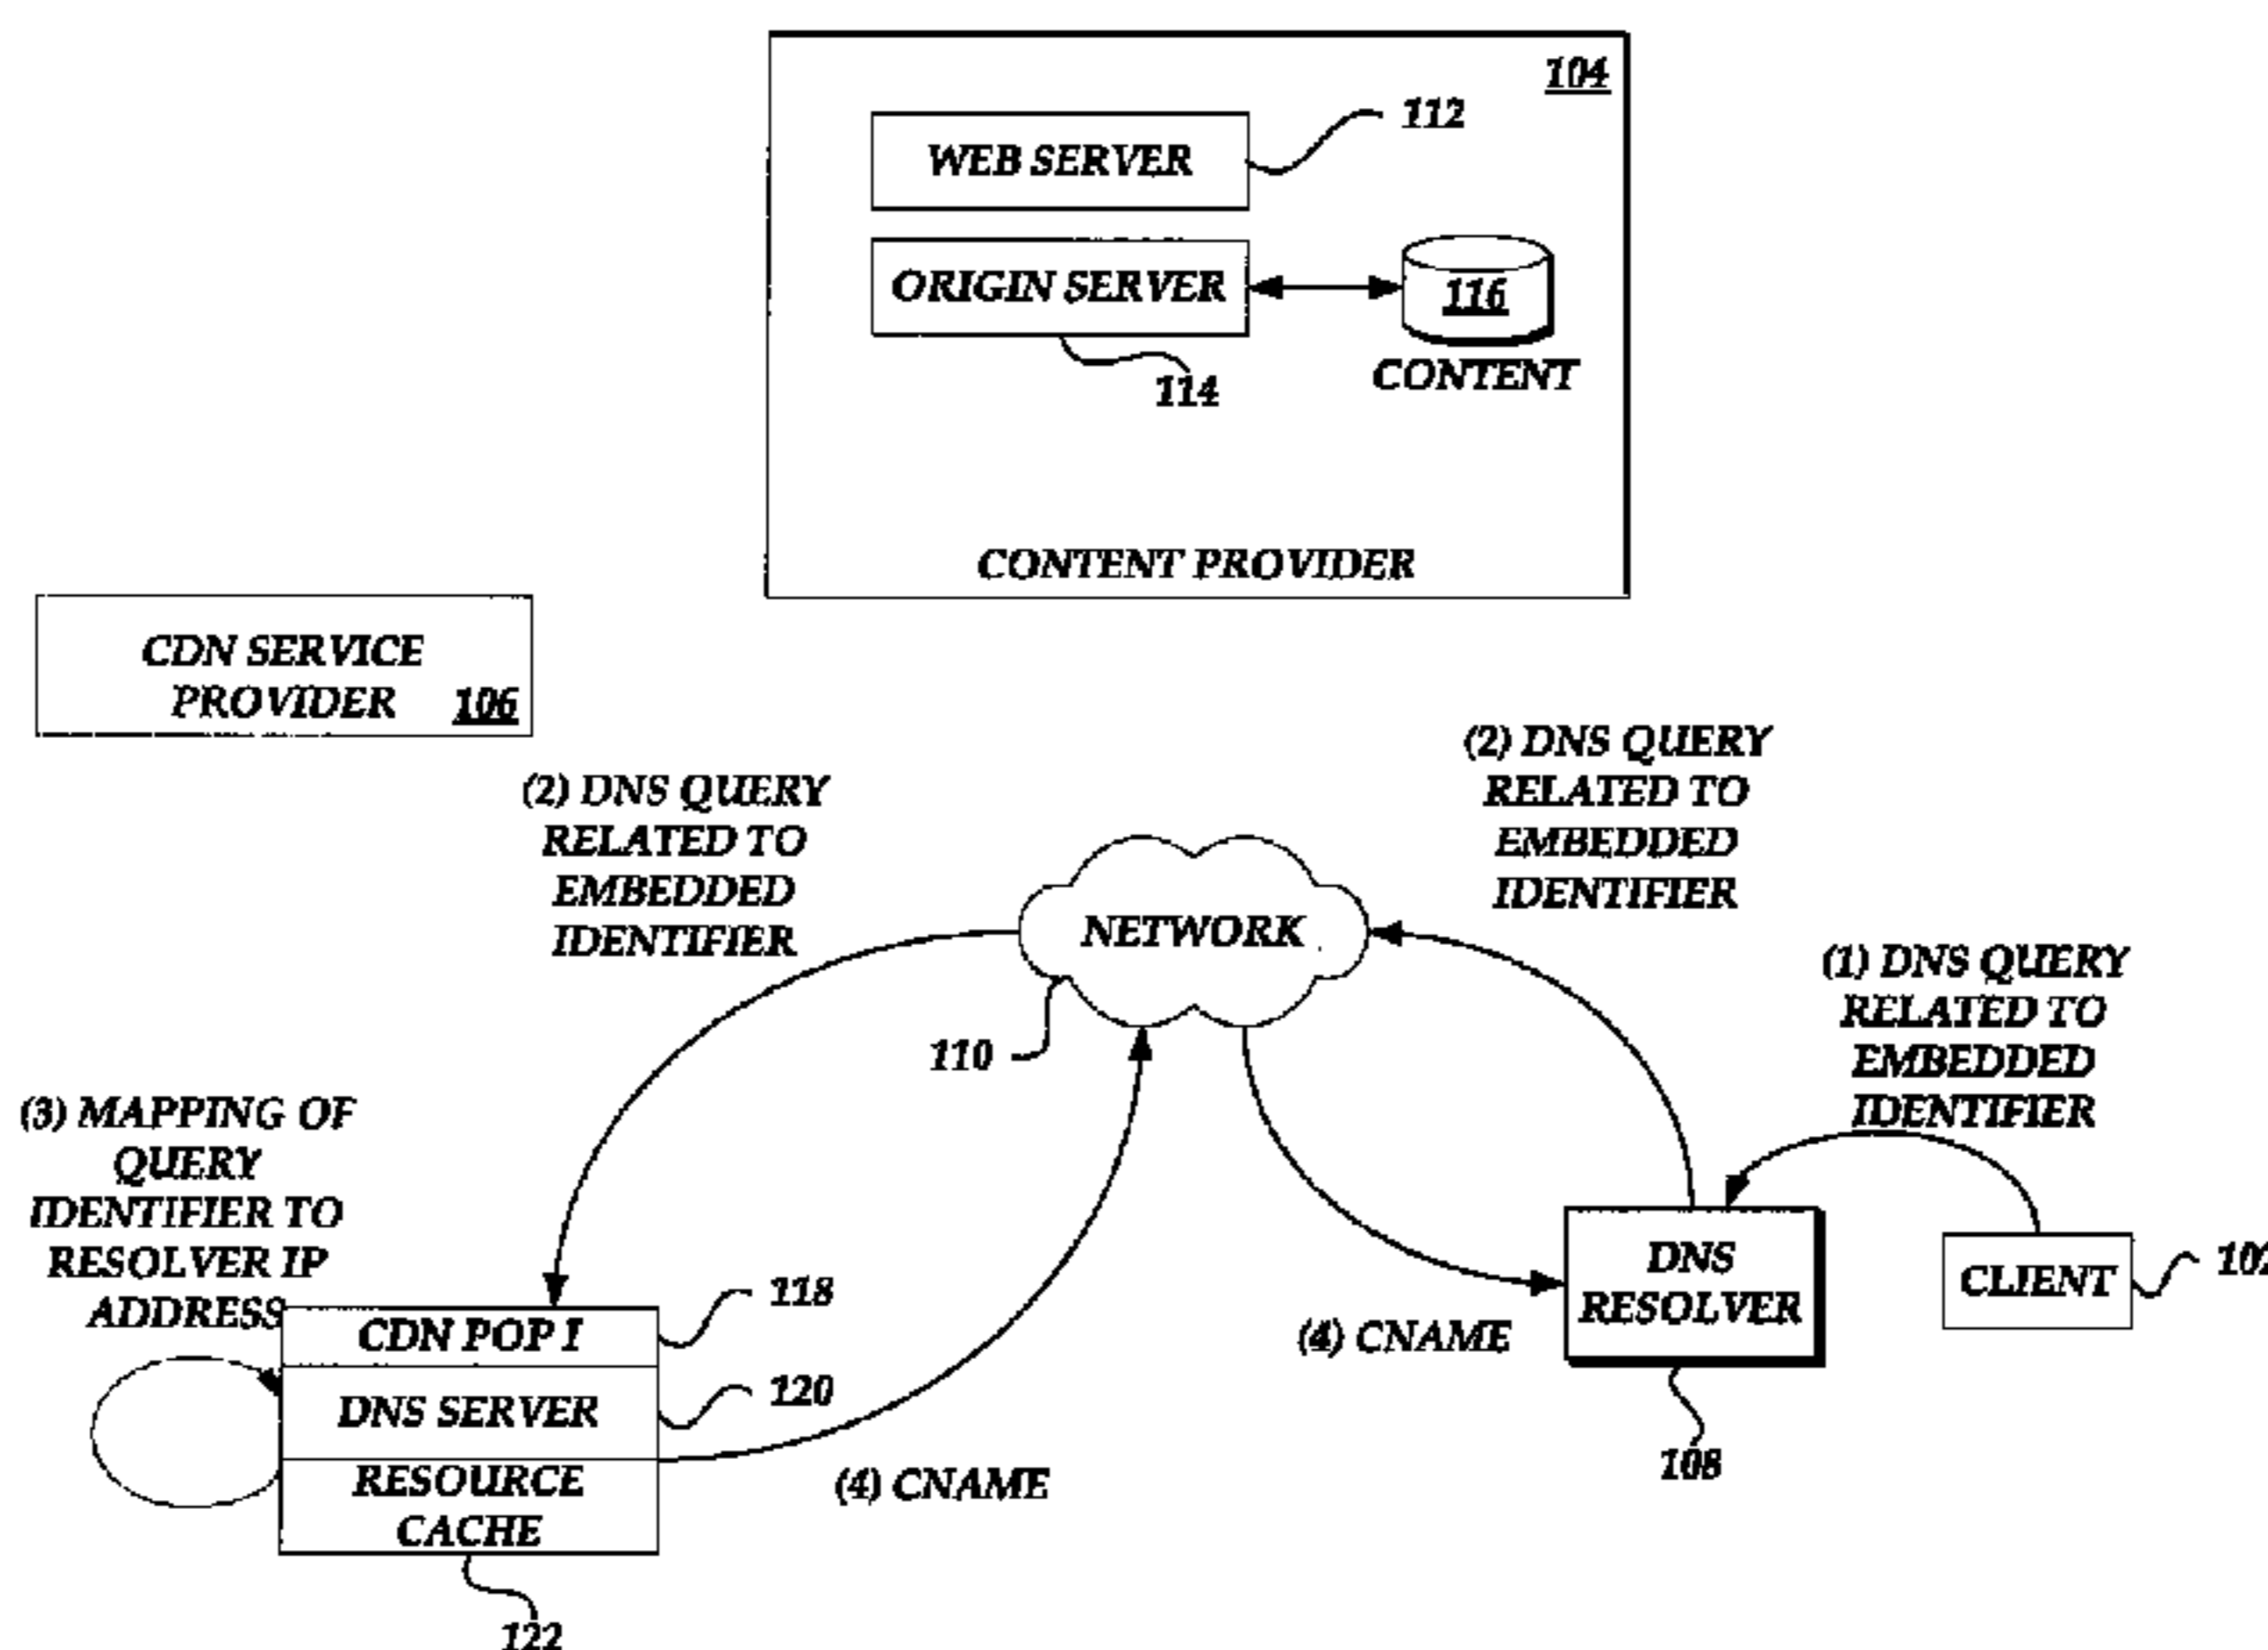 104
112
WEB SERVER
ORIGIN SERVER
116
114
CONTENT
CONTENT PROVIDER
CDN SERVICE
PROVIDER 106
(2) DNS QUERY
RELATED TO
EMBEDDED
IDENTIFIER
(2) DNS QUERY
RELATED TO
EMBEDDED
IDENTIFIER
NETWORK
110
(1) DNS QUERY
RELATED TO
EMBEDDED
IDENTIFIER
(3) MAPPING OF
QUERY
IDENTIFIER TO
RESOLVER IP
ADDRESS
CDN POP I
118
DNS SERVER
120
RESOURCE
CACHE
122
(4) CNAME
(4) CNAME
DNS
RESOLVER
108
CLIENT
102